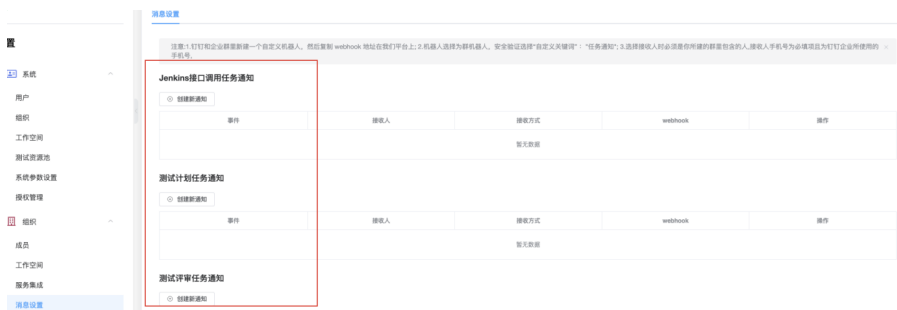 消息设置
置
注意:1.钉钉和企业群里新建一个自定义机器人，然后复制 webhook 地址在我们平台上; 2.机器人选择为群机器人，安全验证选择“自定义关键词”： “任务通知”; 3.选择接收人时必须是你所建的群里包含的人,接收人手机号为必填项且为钉钉企业所使用的
手机号。
系统
用户
组织
工作空间
测试资源池
系统参数设置
授权管理
组织
成员
工作空间
服务集成
消息设置
Jenkins接口调用任务通知
创建新通知
事件 接收人 接收方式 webhook 操作
暂无数据
测试计划任务通知
创建新通知
事件 接收人 接收方式 webhook 操作
暂无数据
测试评审任务通知
创建新通知